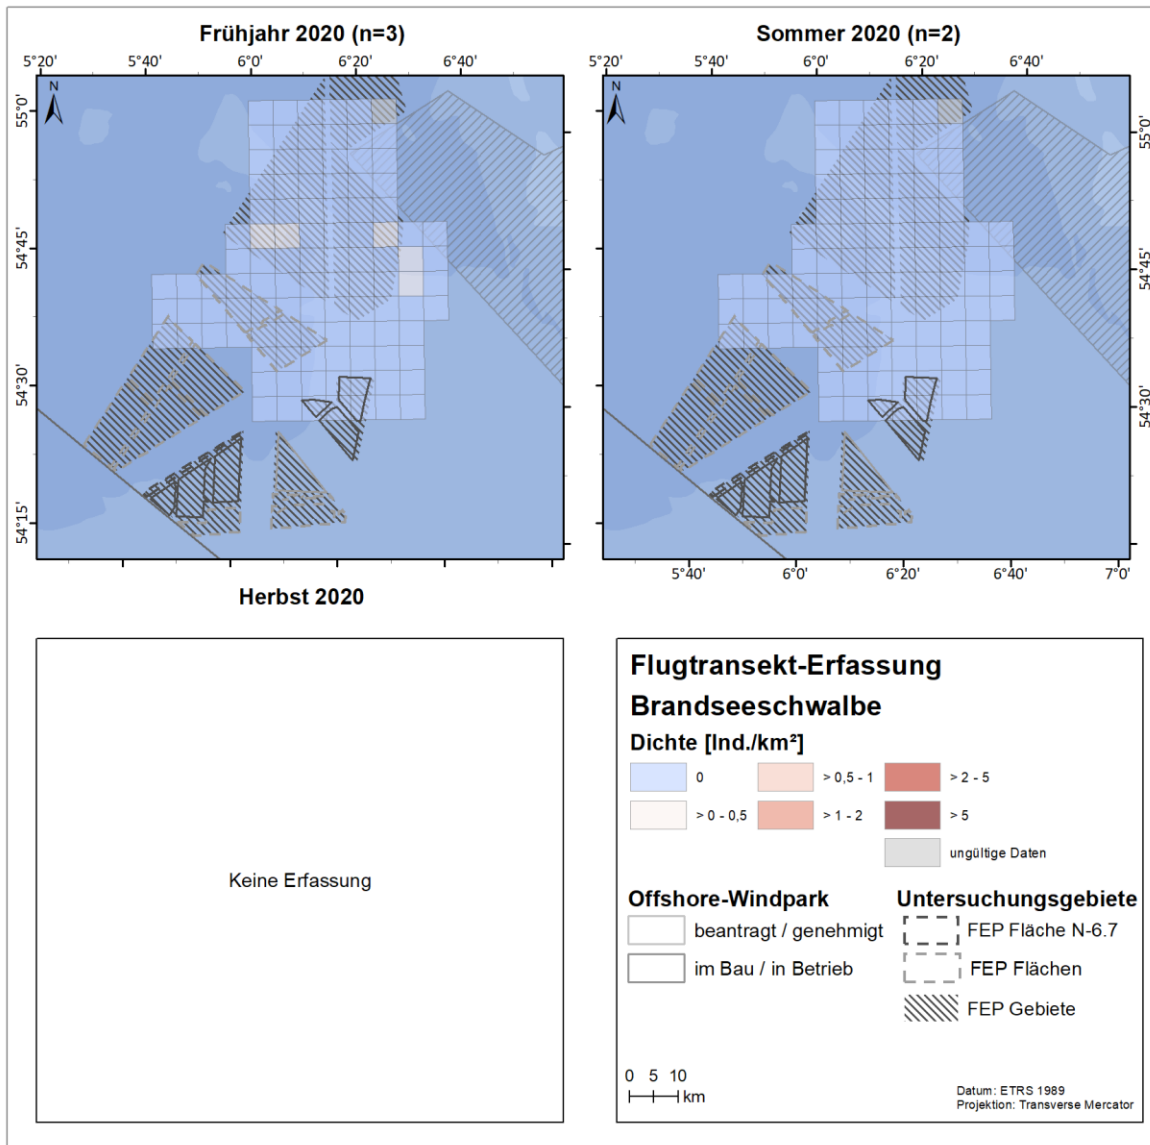 Frühjahr 2020 (n=3)
Sommer 2020 (n=2)
5°20' 5°40' 6°0' 6°20' 6°40'
5°40' 6°0' 6°20' 6°40'
N
N
55°0'
54°45'
54°30'
54°15'
55°0'
54°45'
54°30'
5°40' 6°0' 6°20' 6°40' 7°0'
Herbst 2020
Keine Erfassung
Flugtransekt-Erfassung
Brandseeschwalbe
Dichte [Ind./km²]
0
> 0,5 - 1
> 2 - 5
> 0 - 0,5
> 1 - 2
> 5
ungültige Daten
Offshore-Windpark
beantragt / genehmigt
im Bau / in Betrieb
Untersuchungsgebiete
FEP Fläche N-6.7
FEP Flächen
FEP Gebiete
0 5 10
km
Datum: ETRS 1989
Projektion: Transverse Mercator